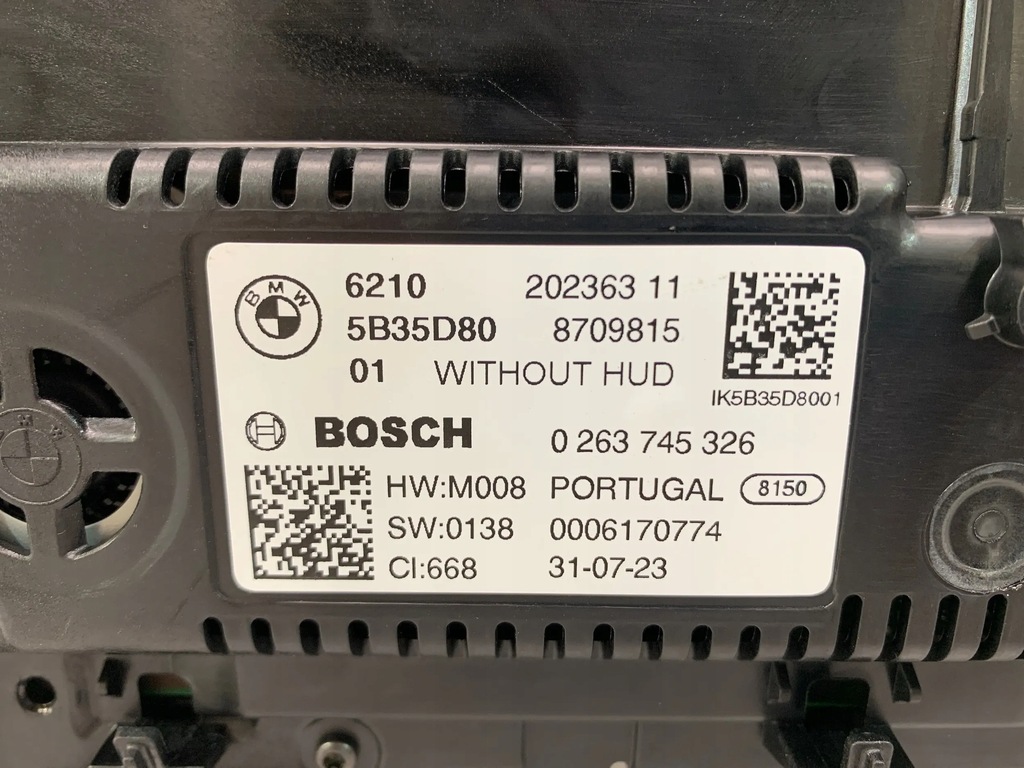 BMW
6210 202363 11
5B35D80 8709815
01 WITHOUT HUD
IK5B35D8001
BOSCH 0 263 745 326
HW:M008 PORTUGAL 8150
SW:0138 0006170774
CI:668 31-07-23